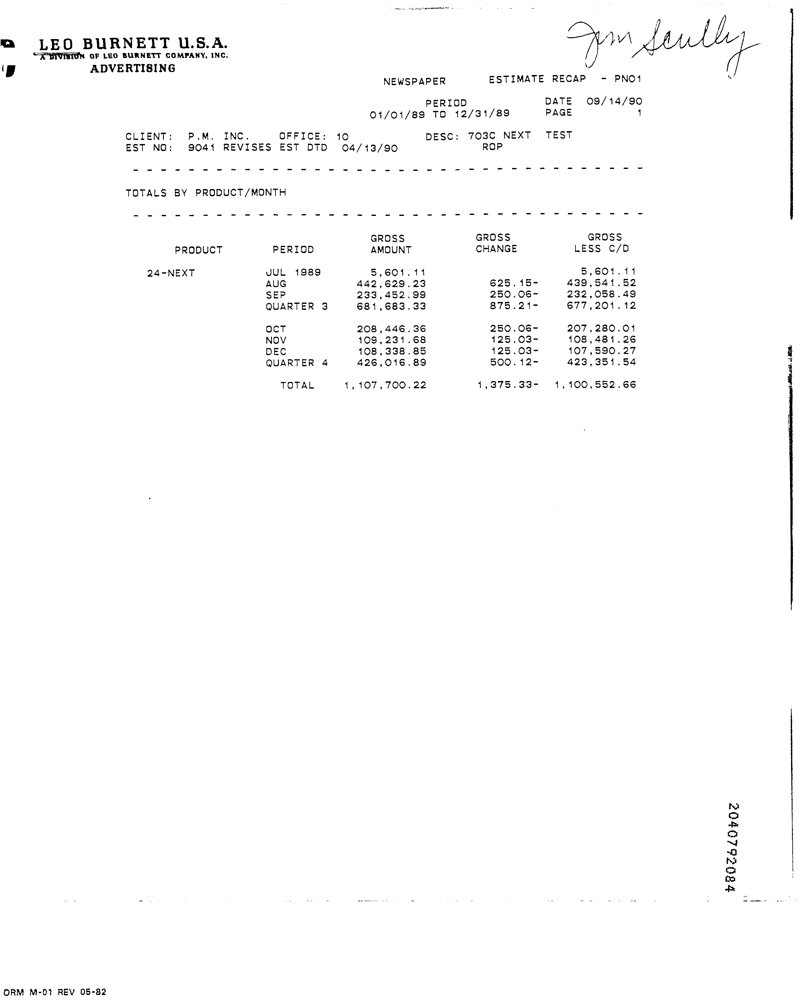 Jim Scully
LEO BURNETT U.S.A.
A DIVISION OF LEO BURNETT COMPANY, INC.
ADVERTISING
NEWSPAPER ESTIMATE RECAP - PN01
PERIOD DATE 09/14/90
01/01/89 TO 12/31/89 PAGE 1
CLIENT: P.M. INC. OFFICE: 10 DESC: 703C NEXT TEST
EST NO: 9041 REVISES EST DTD 04/13/90 ROP
TOTALS BY PRODUCT/MONTH
GROSS GROSS GROSS
PRODUCT PERIOD AMOUNT CHANGE LESS C/D
24-NEXT JUL 1989 5,601.11 5,601.11
AUG 442,629.23 625.15- 439,541.52
SEP 233,452.99 250.06- 232,058.49
QUARTER 3 681,683.33 875.21- 677,201.12
OCT 208,446.36 250.06- 207,280.01
NOV 109,231.68 125.03- 108,481.26
DEC 108,338.85 125.03- 107,590.27
QUARTER 4 426,016.89 500.12- 423,351.54
TOTAL 1,107,700.22 1,375.33- 1,100,552.66
2040792084
ORM M-01 REV 05-82